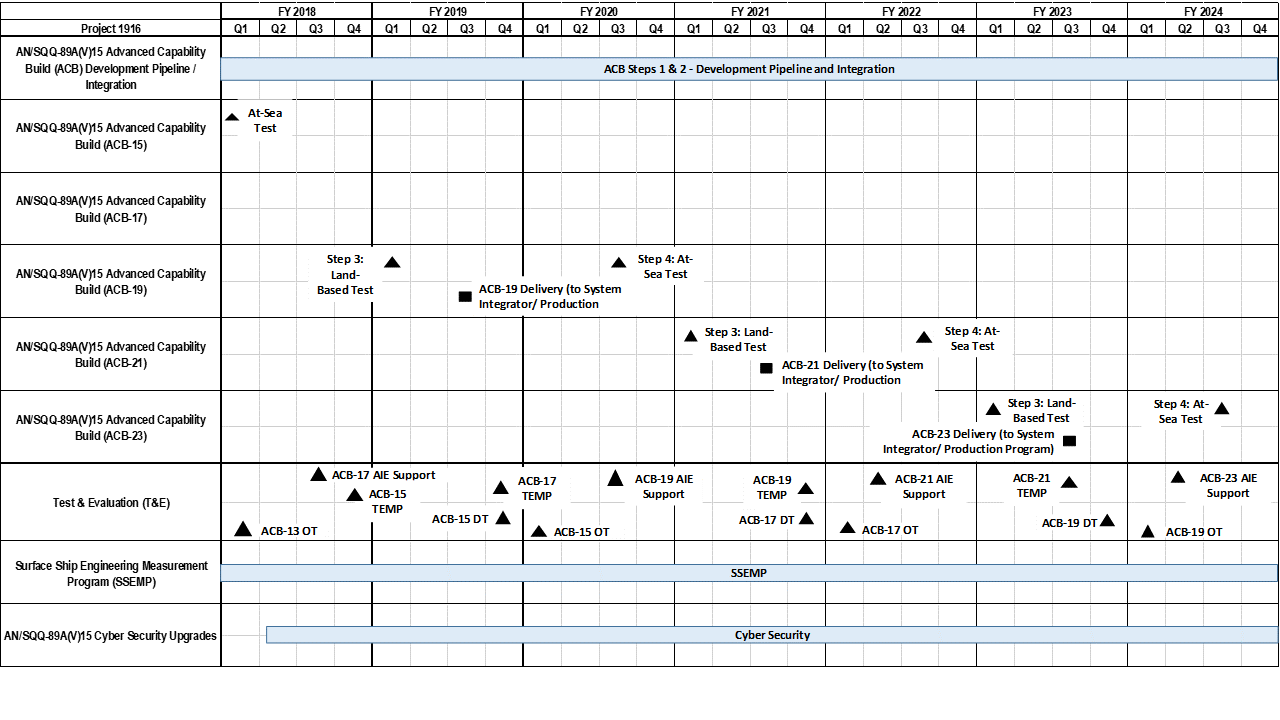 FY 2018 FY 2019 FY 2020 FY 2021 FY 2022 FY 2023 FY 2024
Project 1916 Q1 Q2 Q3 Q4 Q1 Q2 Q3 Q4 Q1 Q2 Q3 Q4 Q1 Q2 Q3 Q4 Q1 Q2 Q3 Q4 Q1 Q2 Q3 Q4 Q1 Q2 Q3 Q4
AN/SQQ-89A(V)15 Advanced Capability
Build (ACB) Development Pipeline /
Integration
ACB Steps 1 & 2 - Development Pipeline and Integration
AN/SQQ-89A(V)15 Advanced Capability
Build (ACB-15)
At-Sea
Test
AN/SQQ-89A(V)15 Advanced Capability
Build (ACB-17)
AN/SQQ-89A(V)15 Advanced Capability
Build (ACB-19)
Step 3:
Land-
Based Test
ACB-19 Delivery (to System
Integrator/ Production
Step 4: At-
Sea Test
AN/SQQ-89A(V)15 Advanced Capability
Build (ACB-21)
Step 3: Land-
Based Test
ACB-21 Delivery (to System
Integrator/ Production
Step 4: At-
Sea Test
AN/SQQ-89A(V)15 Advanced Capability
Build (ACB-23)
Step 3: Land-
Based Test
ACB-23 Delivery (to System
Integrator/ Production Program)
Step 4: At-
Sea Test
Test & Evaluation (T&E)
ACB-17 AIE Support
ACB-15
TEMP
ACB-13 OT
ACB-17
TEMP
ACB-15 DT
ACB-19 AIE
Support
ACB-15 OT
ACB-19
TEMP
ACB-17 DT
ACB-21 AIE
Support
ACB-17 OT
ACB-21
TEMP
ACB-19 DT
ACB-23 AIE
Support
ACB-19 OT
Surface Ship Engineering Measurement
Program (SSEMP)
SSEMP
AN/SQQ-89A(V)15 Cyber Security Upgrades
Cyber Security